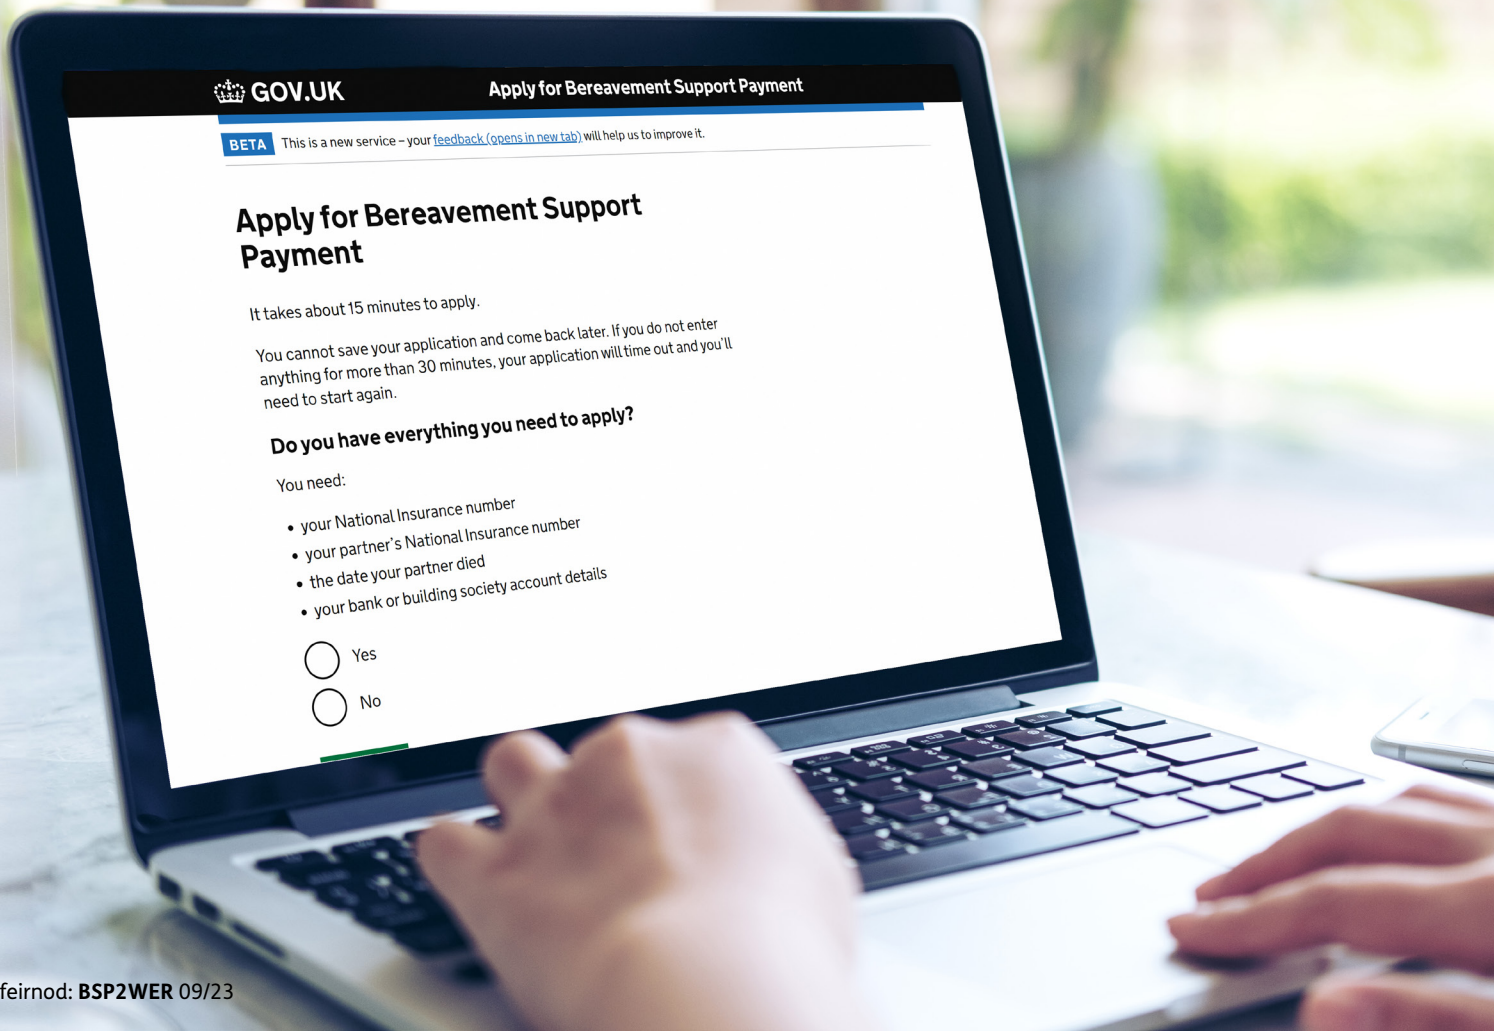 GOV.UK
Apply for Bereavement Support Payment
BETA This is a new service – your feedback (opens in new tab) will help us to improve it.
Apply for Bereavement Support
Payment
It takes about 15 minutes to apply.
You cannot save your application and come back later. If you do not enter
anything for more than 30 minutes, your application will time out and you'll
need to start again.
Do you have everything you need to apply?
You need:
• your National Insurance number
• your partner's National Insurance number
• the date your partner died
• your bank or building society account details
Yes
No
feirnod: BSP2WER 09/23